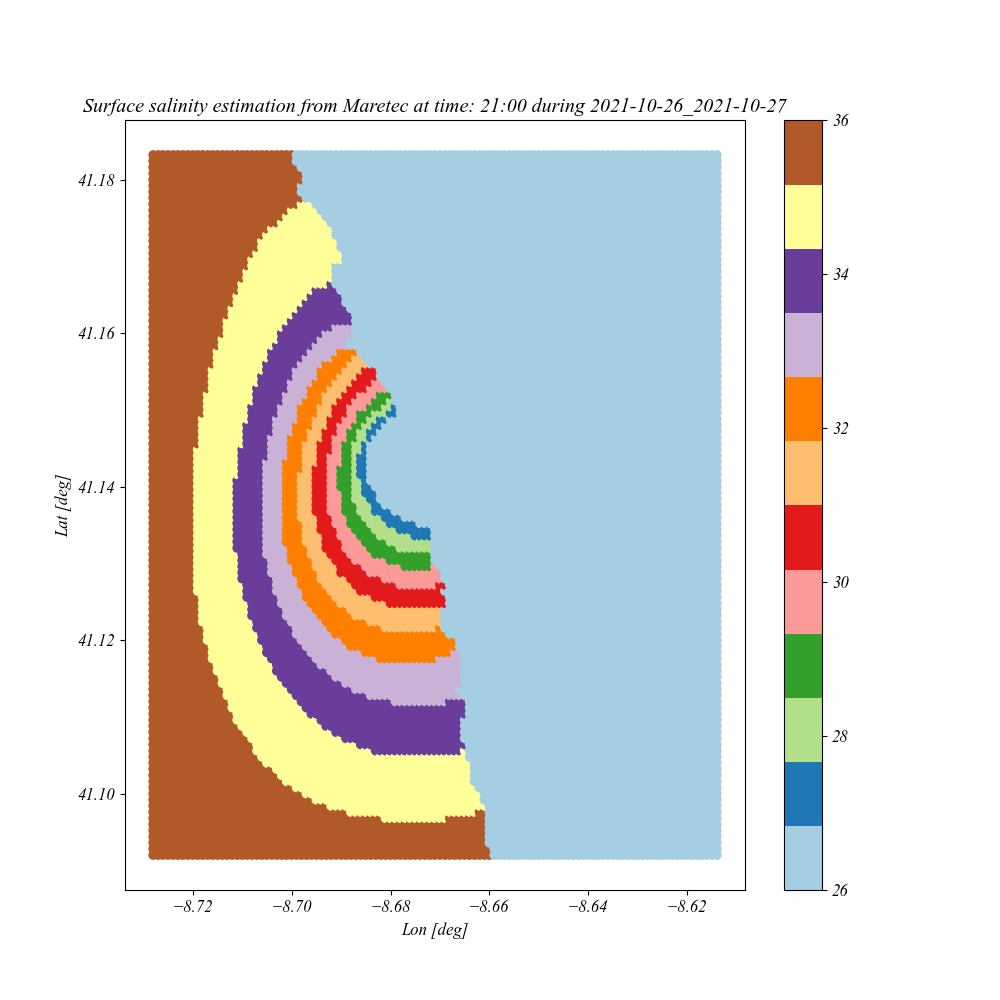 Surface salinity estimation from Maretec at time: 21:00 during 2021-10-26_2021-10-27
36
41.18
34
41.16
32
41.14
Lat [deg]
30
41.12
28
41.10
26
−8.72 −8.70 −8.68 −8.66 −8.64 −8.62
Lon [deg]